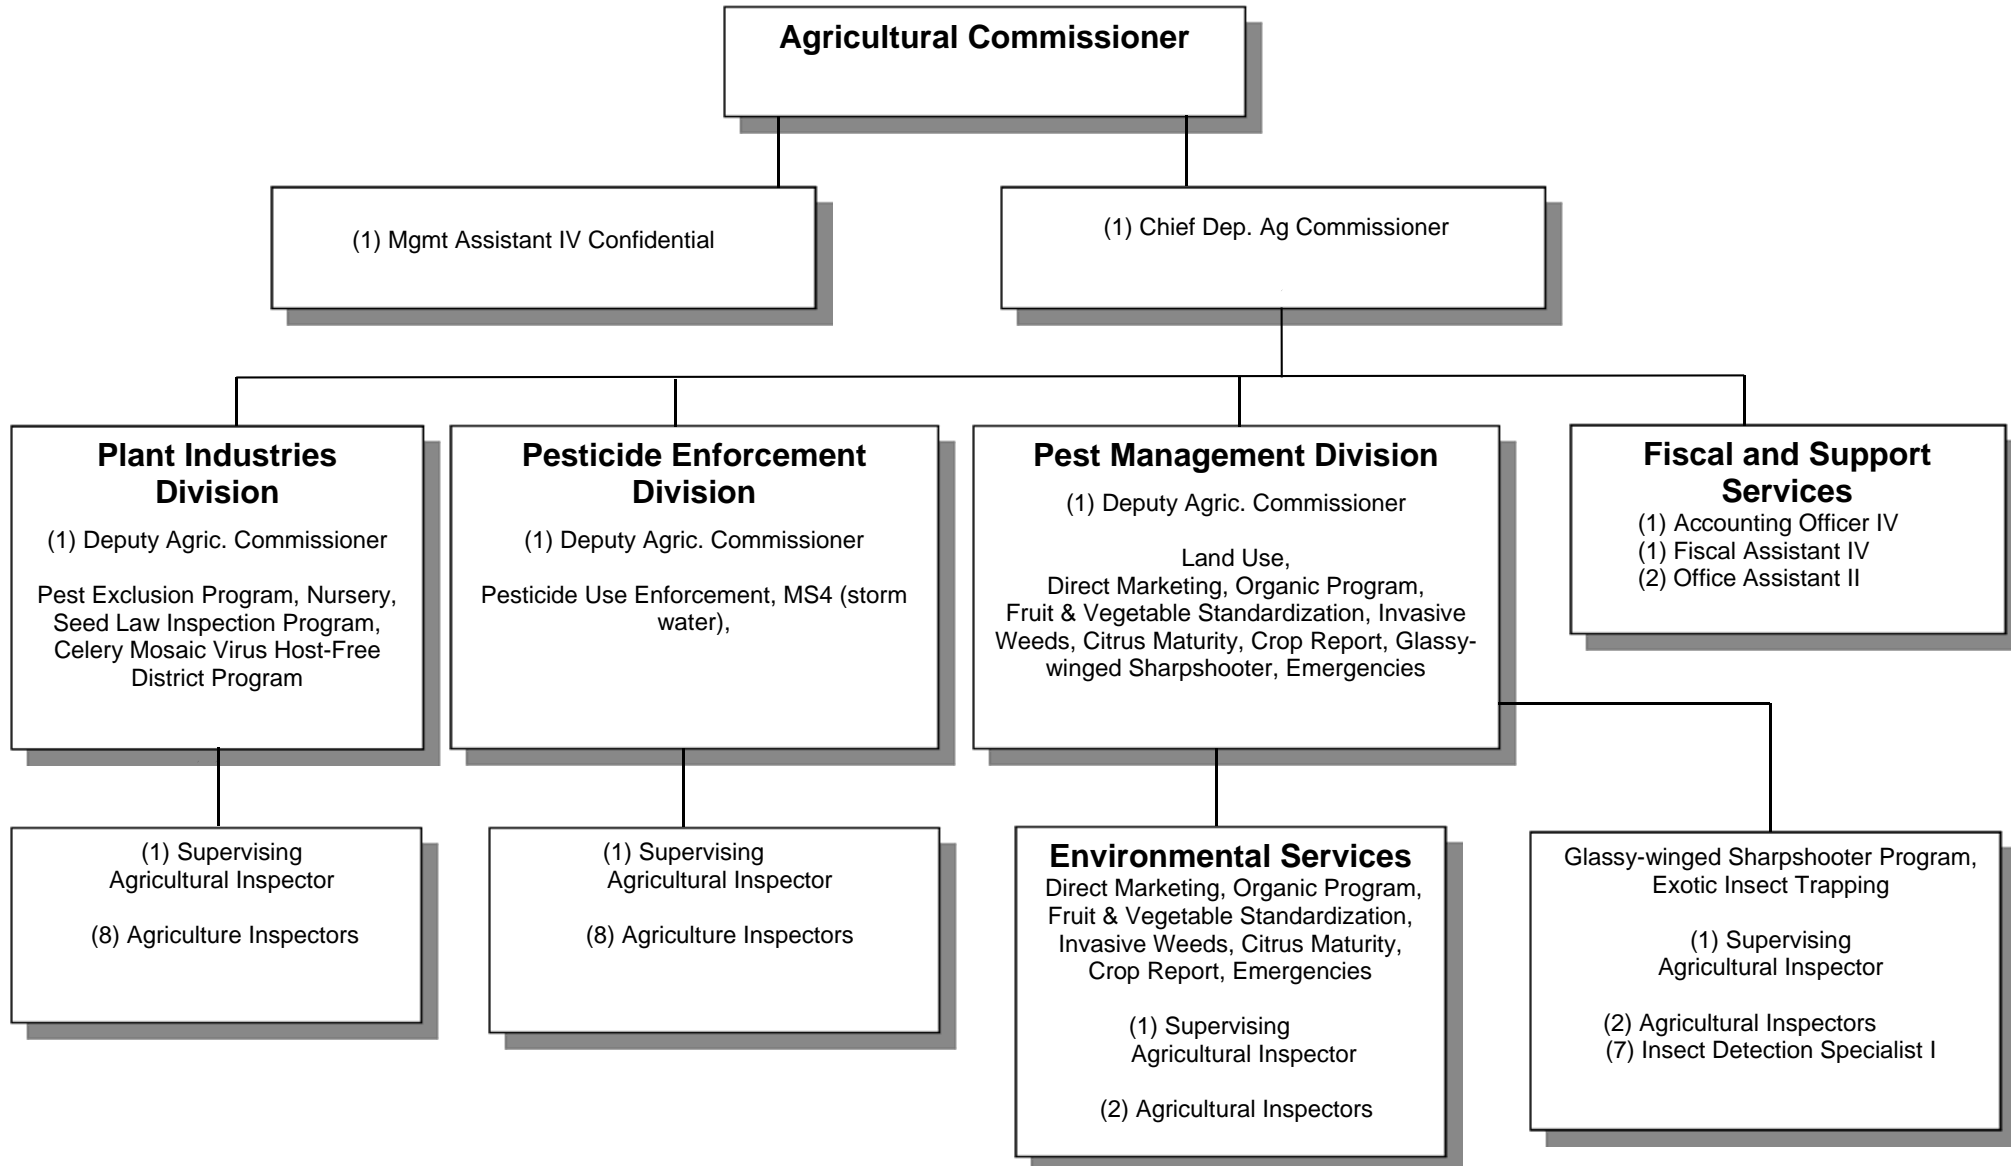 Agricultural Commissioner
(1) Mgmt Assistant IV Confidential
(1) Chief Dep. Ag Commissioner
Plant Industries
Division
(1) Deputy Agric. Commissioner
Pest Exclusion Program, Nursery,
Seed Law Inspection Program,
Celery Mosaic Virus Host-Free
District Program
Pesticide Enforcement
Division
(1) Deputy Agric. Commissioner
Pesticide Use Enforcement, MS4 (storm
water),
Pest Management Division
(1) Deputy Agric. Commissioner
Land Use,
Direct Marketing, Organic Program,
Fruit & Vegetable Standardization, Invasive
Weeds, Citrus Maturity, Crop Report, Glassy-
winged Sharpshooter, Emergencies
Fiscal and Support
Services
(1) Accounting Officer IV
(1) Fiscal Assistant IV
(2) Office Assistant II
(1) Supervising
Agricultural Inspector
(8) Agriculture Inspectors
(1) Supervising
Agricultural Inspector
(8) Agriculture Inspectors
Environmental Services
Direct Marketing, Organic Program,
Fruit & Vegetable Standardization,
Invasive Weeds, Citrus Maturity,
Crop Report, Emergencies
(1) Supervising
Agricultural Inspector
(2) Agricultural Inspectors
Glassy-winged Sharpshooter Program,
Exotic Insect Trapping
(1) Supervising
Agricultural Inspector
(2) Agricultural Inspectors
(7) Insect Detection Specialist I